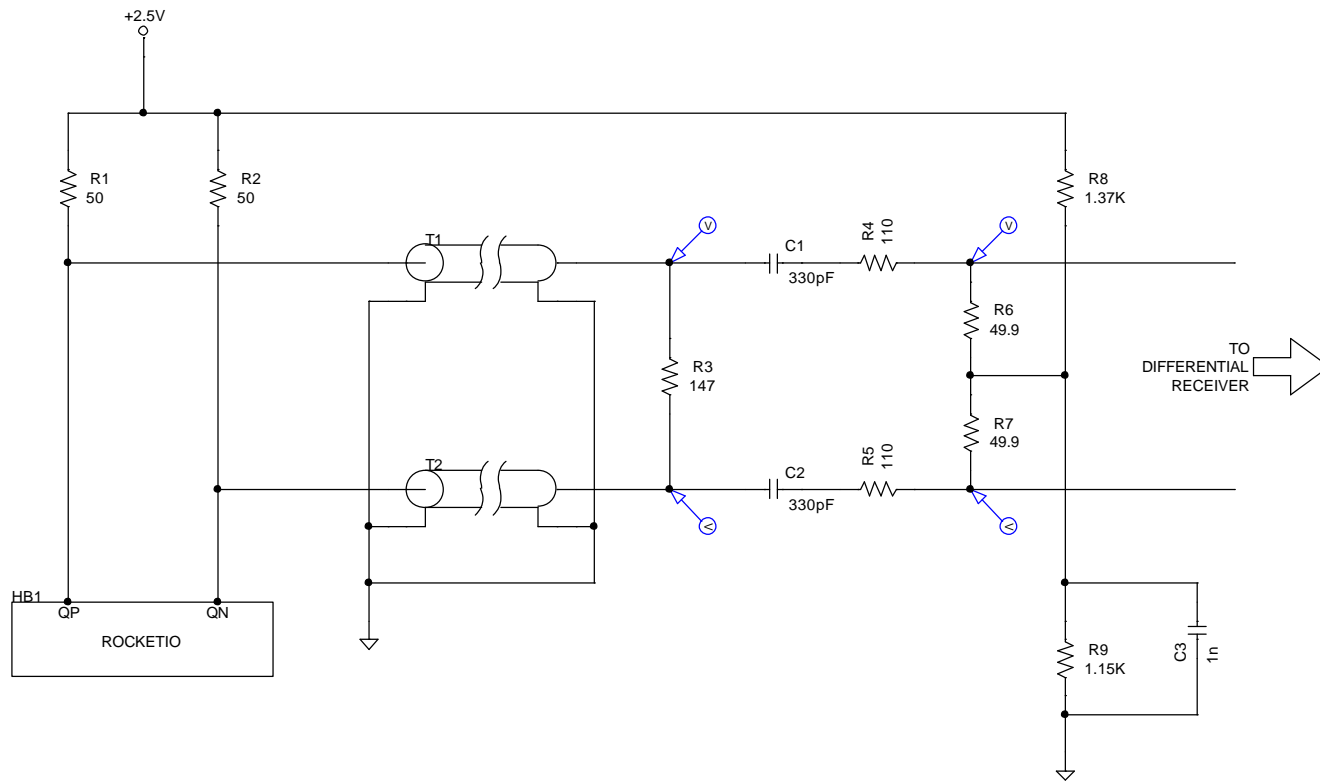 +2.5V
R1
50
R2
50
R8
1.37K
T1
V
C1
330pF
R4
110
V
R6
49.9
R3
147
TO
DIFFERENTIAL
RECEIVER
R7
49.9
T2
C2
330pF
R5
110
V
V
HB1
QP
QN
ROCKETIO
R9
1.15K
C3
1n